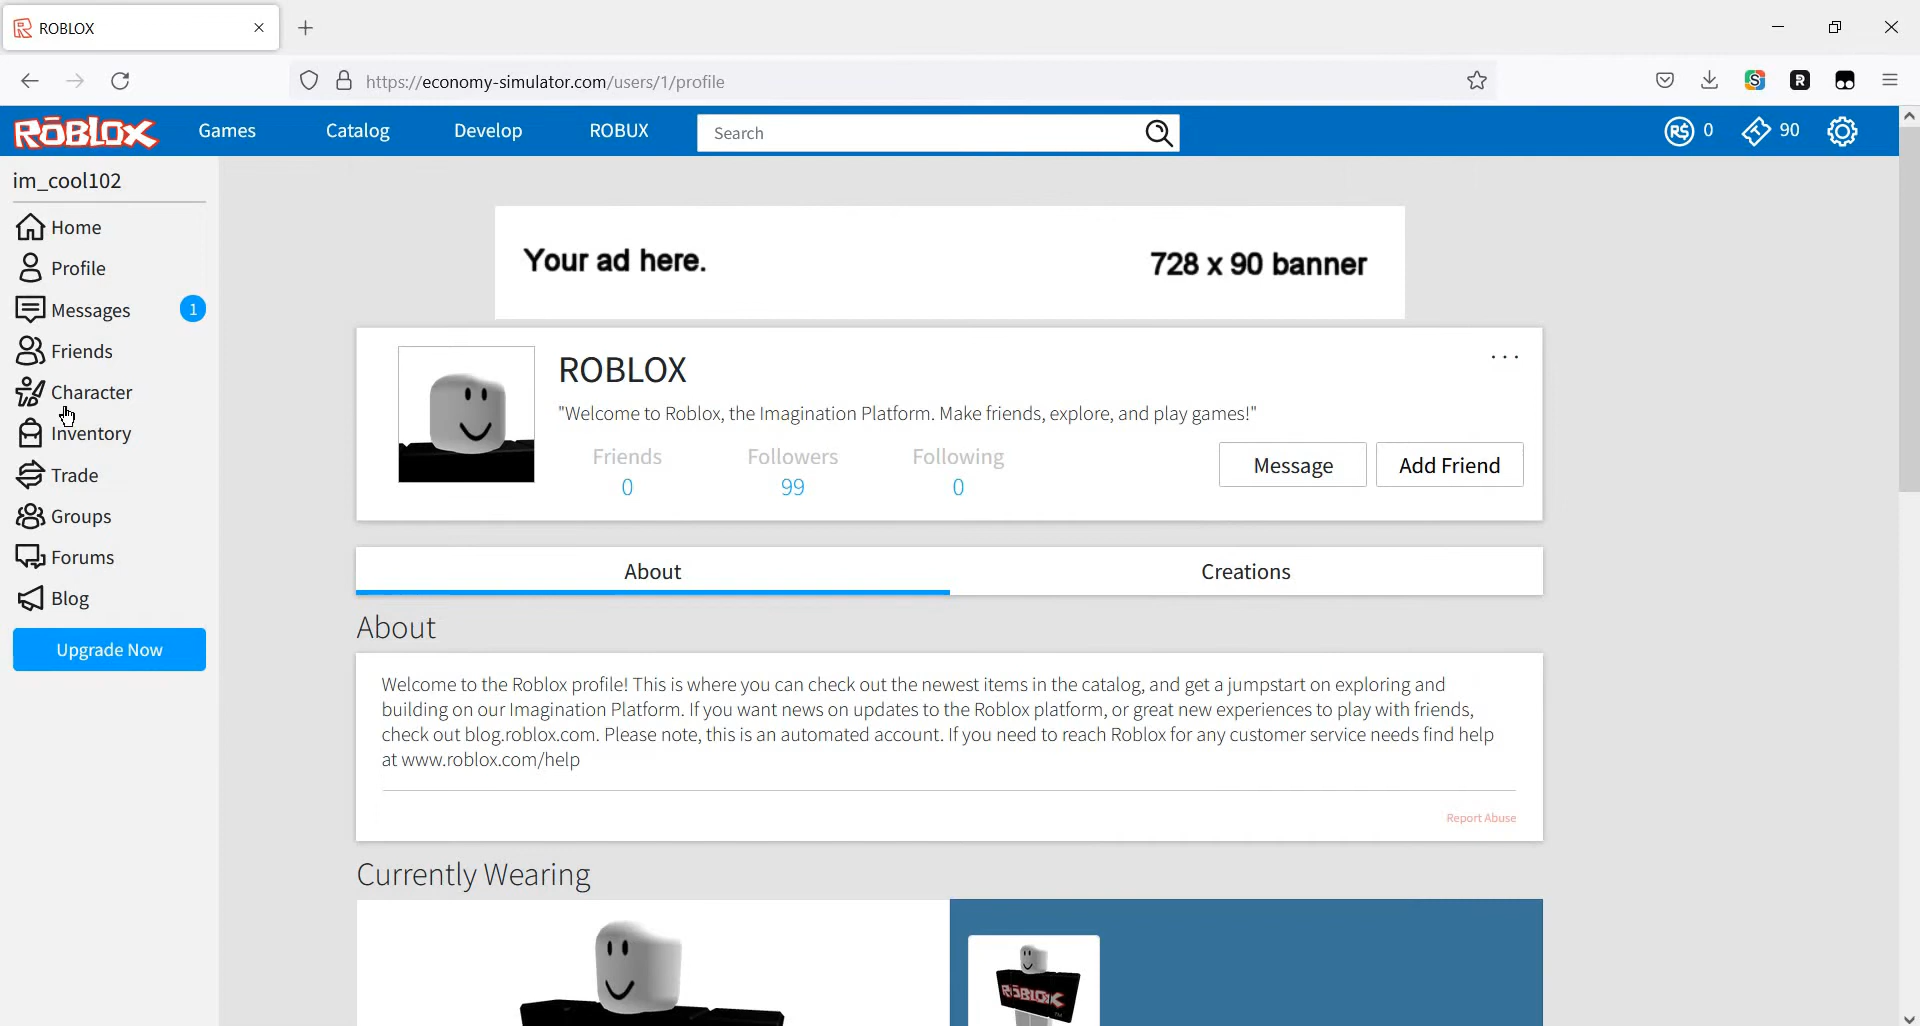 ROBLOX
https://economy-simulator.com/users/1/profile
ROBLOX
Games
Catalog
Develop
ROBUX
Search
R$ 0
90
im_cool102
Home
Profile
Messages 1
Friends
Character
Inventory
Trade
Groups
Forums
Blog
Upgrade Now
Your ad here.
728 x 90 banner
ROBLOX
...
"Welcome to Roblox, the Imagination Platform. Make friends, explore, and play games!"
Friends
Followers
Following
0
99
0
Message
Add Friend
About
Creations
About
Welcome to the Roblox profile! This is where you can check out the newest items in the catalog, and get a jumpstart on exploring and
building on our Imagination Platform. If you want news on updates to the Roblox platform, or great new experiences to play with friends,
check out blog.roblox.com. Please note, this is an automated account. If you need to reach Roblox for any customer service needs find help
at www.roblox.com/help
Report Abuse
Currently Wearing
ROBLOX
TM